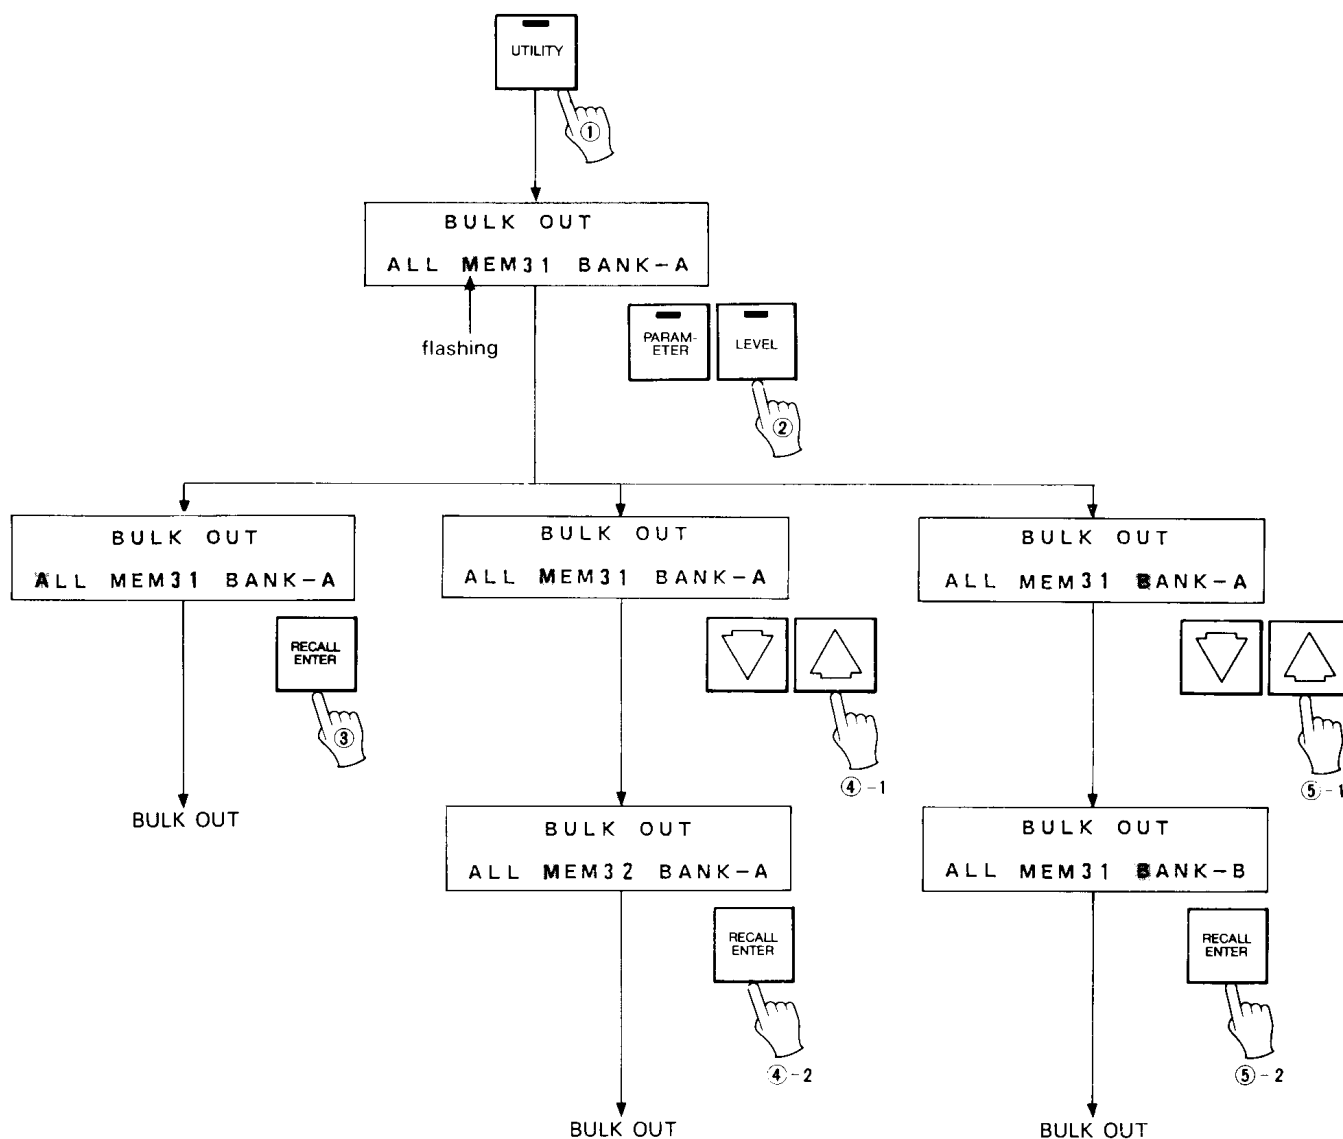 UTILITY
①
BULK OUT
ALL MEM31 BANK-A
flashing
PARAM-
ETER
LEVEL
②
BULK OUT
ALL MEM31 BANK-A
BULK OUT
ALL MEM31 BANK-A
BULK OUT
ALL MEM31 BANK-A
RECALL
ENTER
③
④-1
⑤-1
BULK OUT
BULK OUT
ALL MEM32 BANK-A
BULK OUT
ALL MEM31 BANK-B
RECALL
ENTER
④-2
RECALL
ENTER
⑤-2
BULK OUT
BULK OUT